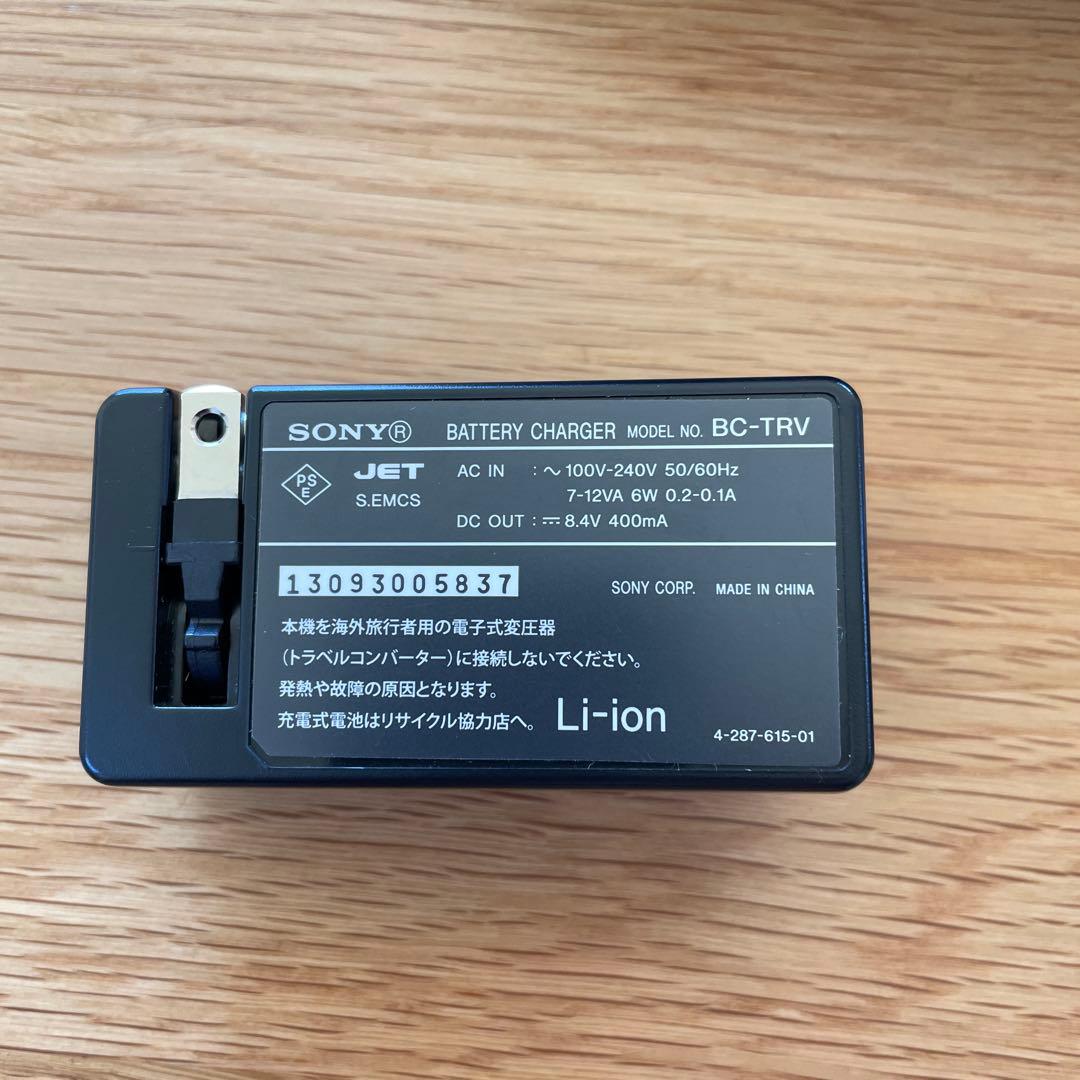 SONY® BATTERY CHARGER MODEL NO. BC-TRV
PS
E
JET
S.EMCS
AC IN : ～ 100V-240V 50/60Hz
7-12VA 6W 0.2-0.1A
DC OUT : ⎓ 8.4V 400mA
13093005837
SONY CORP. MADE IN CHINA
本機を海外旅行者用の電子式変圧器
(トラベルコンバーター)に接続しないでください。
発熱や故障の原因となります。
充電式電池はリサイクル協力店へ。
Li-ion
4-287-615-01